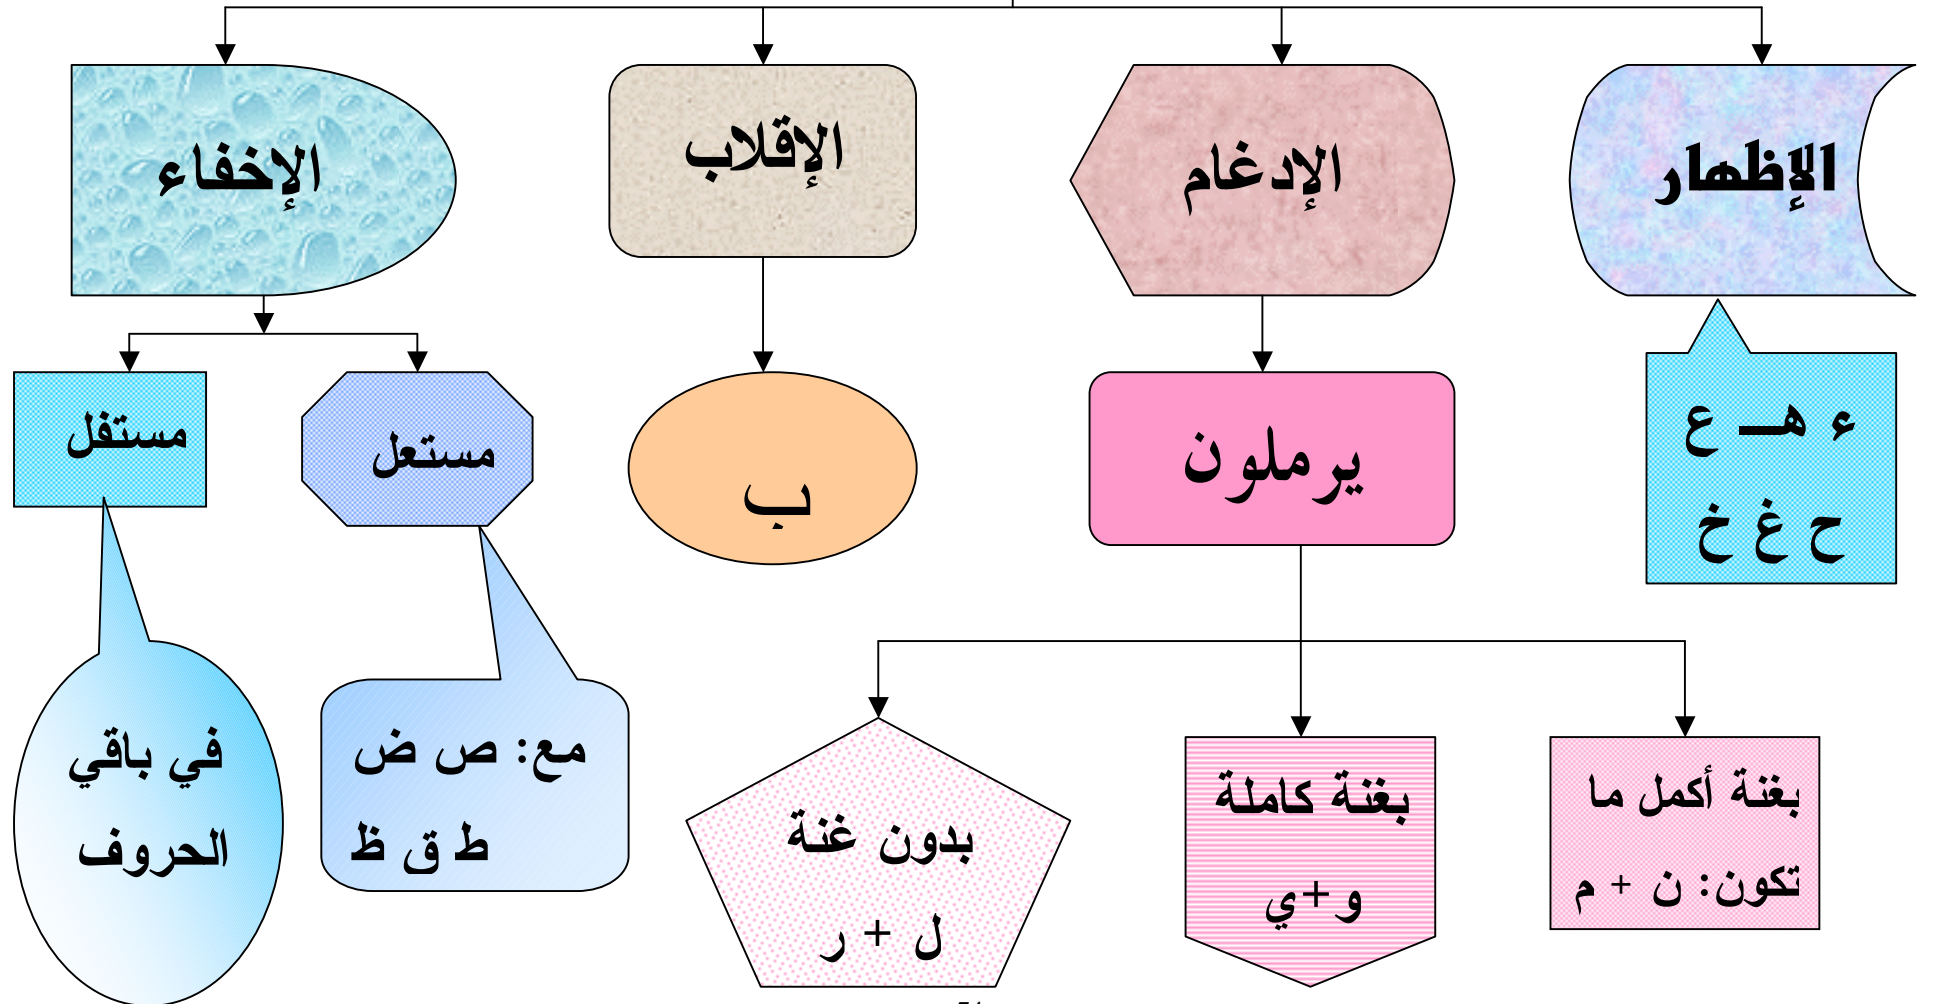 الإظهار
الإدغام
الإقلاب
الإخفاء
ء هـ ع
ح غ خ
يرملون
ب
مستعل
مستفل
بغنة أكمل ما
تكون: ن + م
بغنة كاملة
و+ي
بدون غنة
ل + ر
مع: ص ض
ط ق ظ
في باقي
الحروف